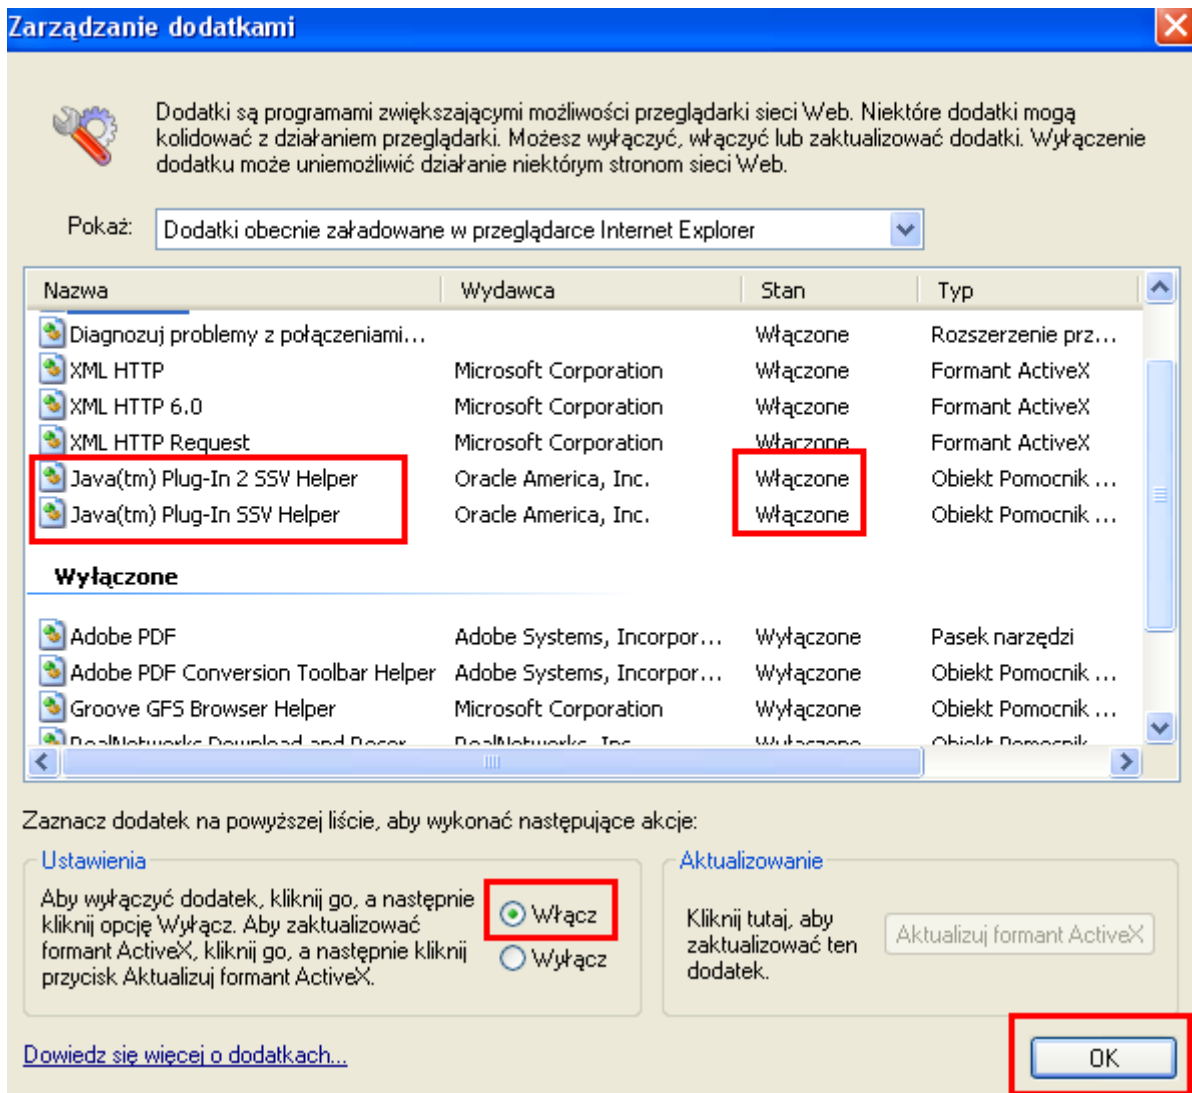 Zarządzanie dodatkami
Dodatki są programami zwiększającymi możliwości przeglądarki sieci Web. Niektóre dodatki mogą
kolidować z działaniem przeglądarki. Możesz wyłączyć, włączyć lub zaktualizować dodatki. Wyłączenie
dodatku może uniemożliwić działanie niektórym stronom sieci Web.
Pokaż: Dodatki obecnie załadowane w przeglądarce Internet Explorer
Nazwa Wydawca Stan Typ
Diagnozuj problemy z połączeniami... Włączone Rozszerzenie prz...
XML HTTP Microsoft Corporation Włączone Formant ActiveX
XML HTTP 6.0 Microsoft Corporation Włączone Formant ActiveX
XML HTTP Request Microsoft Corporation Włączone Formant ActiveX
Java(tm) Plug-In 2 SSV Helper Oracle America, Inc. Włączone Obiekt Pomocnik ...
Java(tm) Plug-In SSV Helper Oracle America, Inc. Włączone Obiekt Pomocnik ...
Wyłączone
Adobe PDF Adobe Systems, Incorpor... Wyłączone Pasek narzędzi
Adobe PDF Conversion Toolbar Helper Adobe Systems, Incorpor... Wyłączone Obiekt Pomocnik ...
Groove GFS Browser Helper Microsoft Corporation Wyłączone Obiekt Pomocnik ...
RealNetworks Download and Recor... RealNetworks, Inc. Wyłączone Obiekt Pomocnik ...
Zaznacz dodatek na powyższej liście, aby wykonać następujące akcje:
Ustawienia
Aby wyłączyć dodatek, kliknij go, a następnie
kliknij opcję Wyłącz. Aby zaktualizować
formant ActiveX, kliknij go, a następnie kliknij
przycisk Aktualizuj formant ActiveX.
Włącz
Wyłącz
Aktualizowanie
Kliknij tutaj, aby
zaktualizować ten
dodatek.
Aktualizuj formant ActiveX
Dowiedz się więcej o dodatkach...
OK